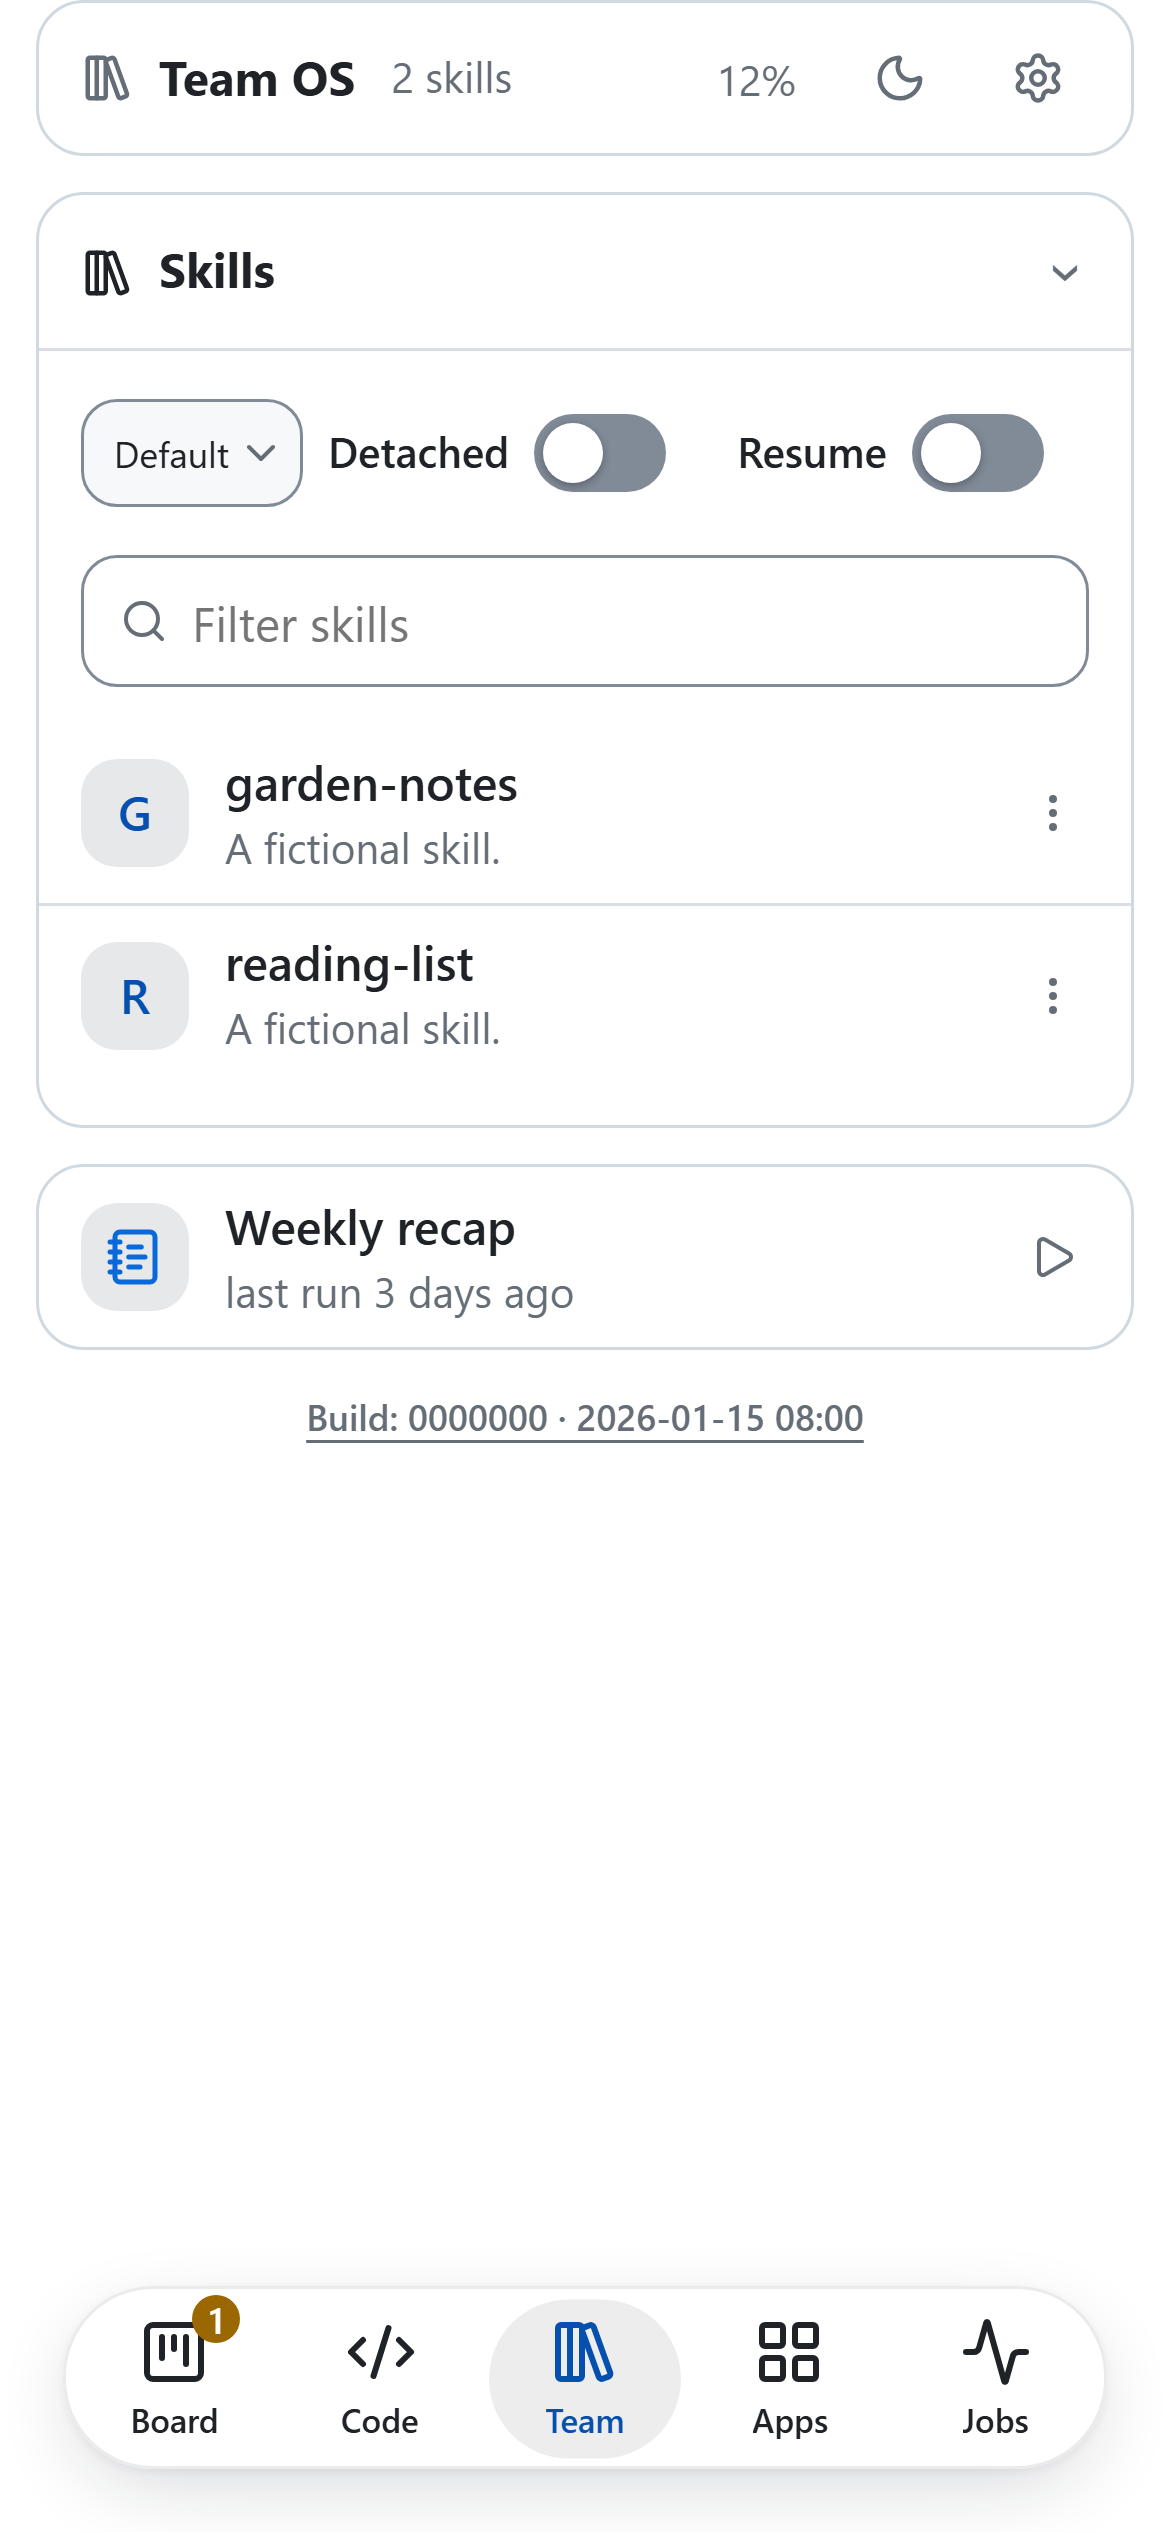 Team OS 2 skills 12%
Skills
Default Detached Resume
Filter skills
G
garden-notes
A fictional skill.
R
reading-list
A fictional skill.
Weekly recap
last run 3 days ago
Build: 0000000 · 2026-01-15 08:00
1
Board Code Team Apps Jobs